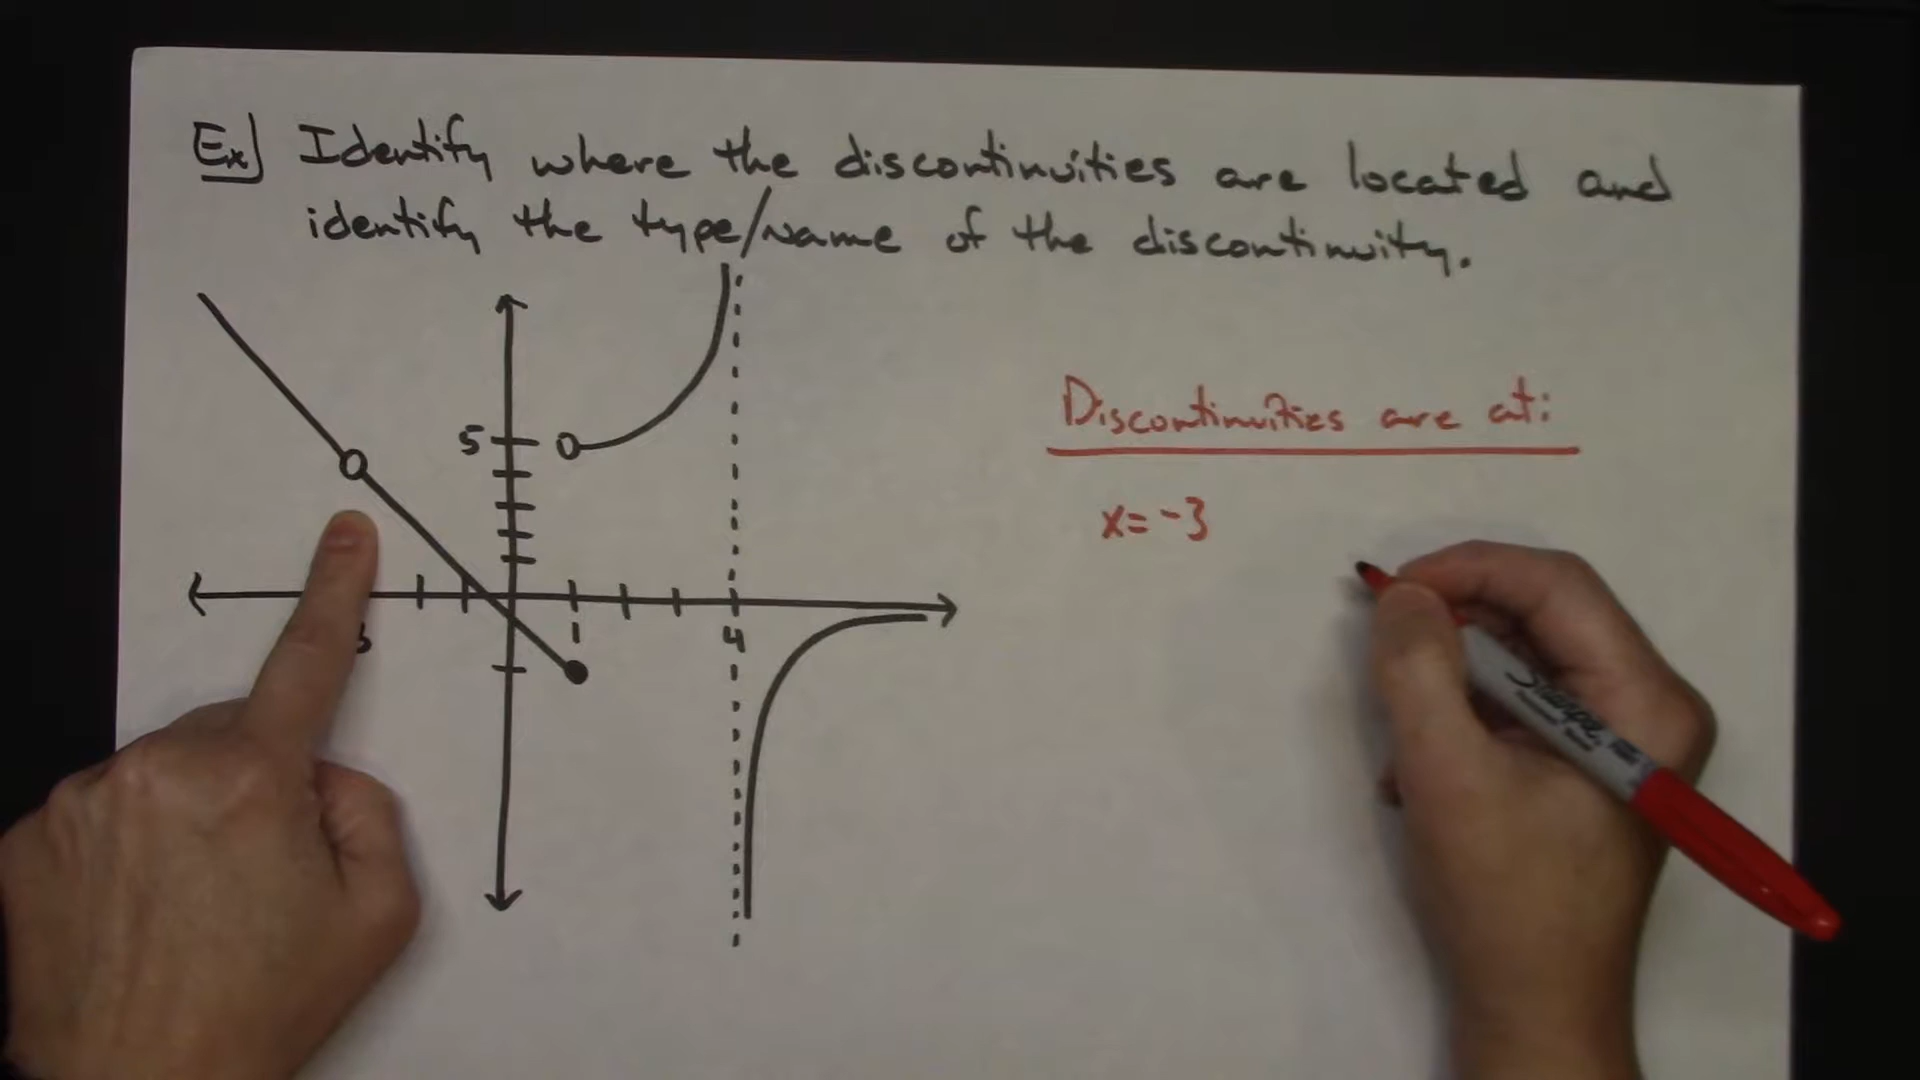 Ex) Identify where the discontinuities are located and
identify the type/name of the discontinuity.
Discontinuities are at:
5
x=-3
1
4
Sharpie